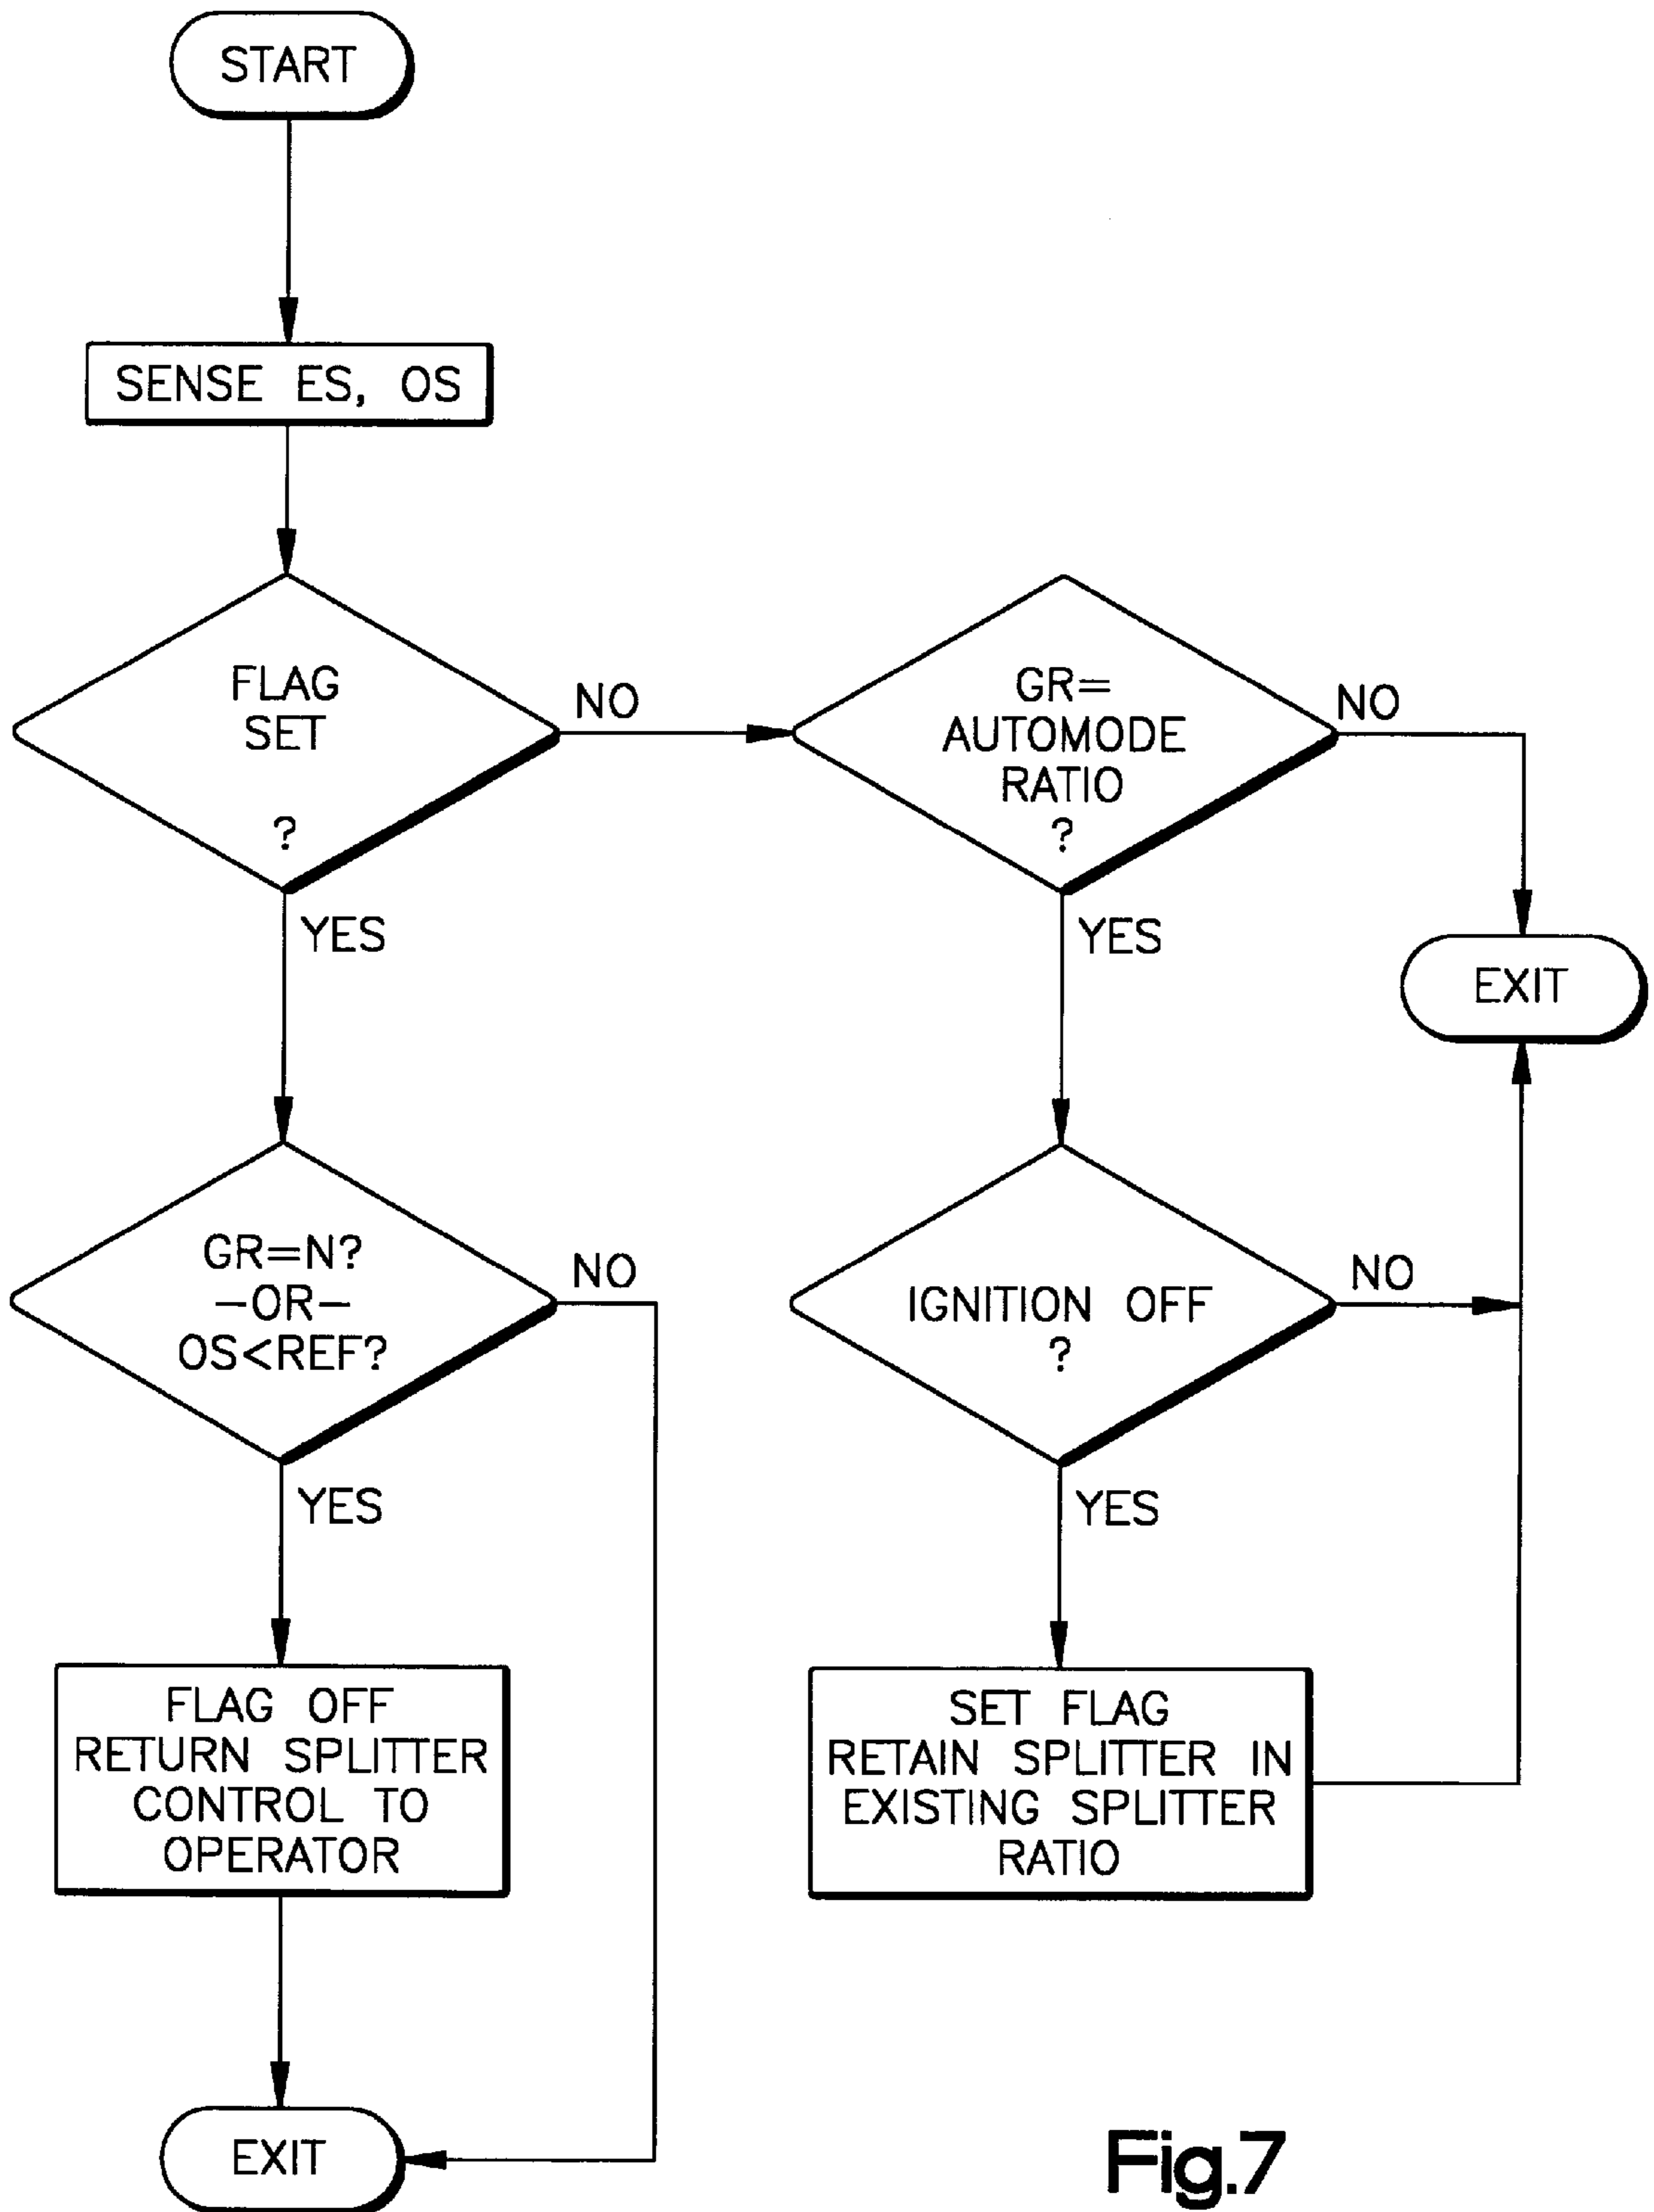 START
SENSE ES, OS
FLAG
SET
?
NO
YES
GR=
AUTOMODE
RATIO
?
NO
YES
EXIT
GR=N?
-OR-
OS<REF?
NO
YES
IGNITION OFF
?
NO
YES
FLAG OFF
RETURN SPLITTER
CONTROL TO
OPERATOR
SET FLAG
RETAIN SPLITTER IN
EXISTING SPLITTER
RATIO
EXIT
Fig.7